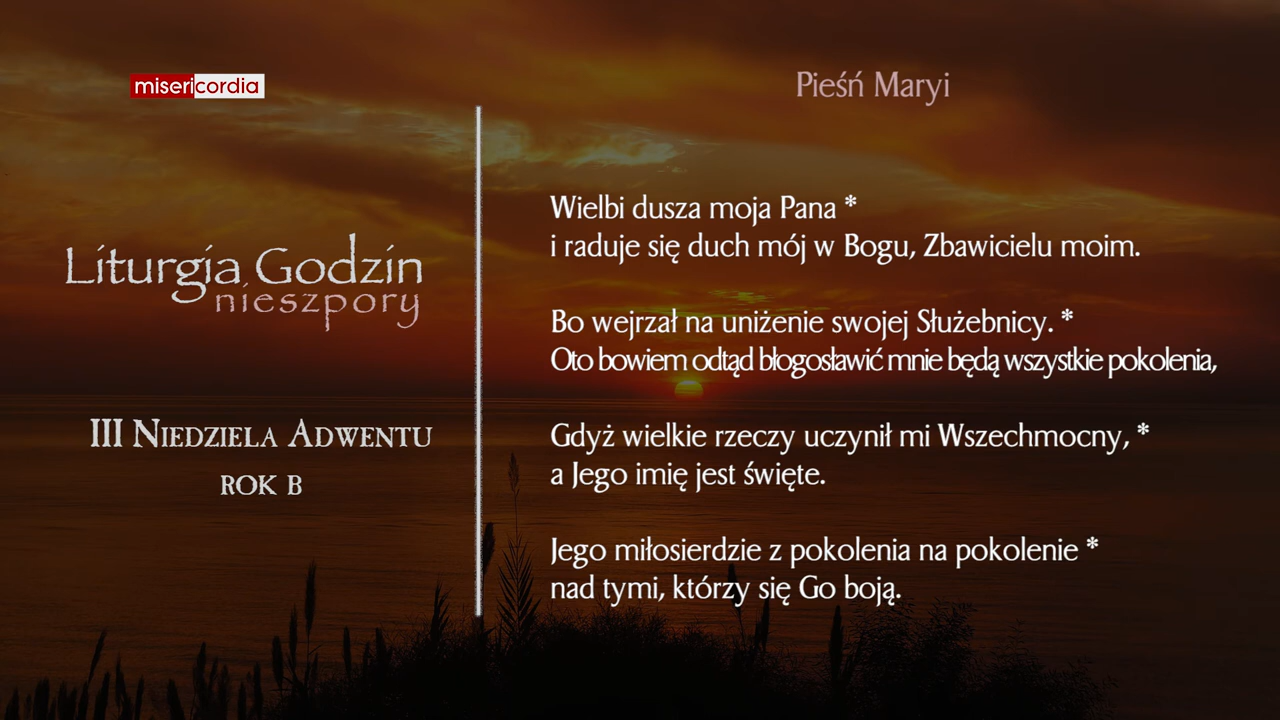 misericordia
Liturgia Godzin
nieszpory
III Niedziela Adwentu
rok B
Pieśń Maryi
Wielbi dusza moja Pana *
i raduje się duch mój w Bogu, Zbawicielu moim.
Bo wejrzał na uniżenie swojej Służebnicy. *
Oto bowiem odtąd błogosławić mnie będą wszystkie pokolenia,
Gdyż wielkie rzeczy uczynił mi Wszechmocny, *
a Jego imię jest święte.
Jego miłosierdzie z pokolenia na pokolenie *
nad tymi, którzy się Go boją.